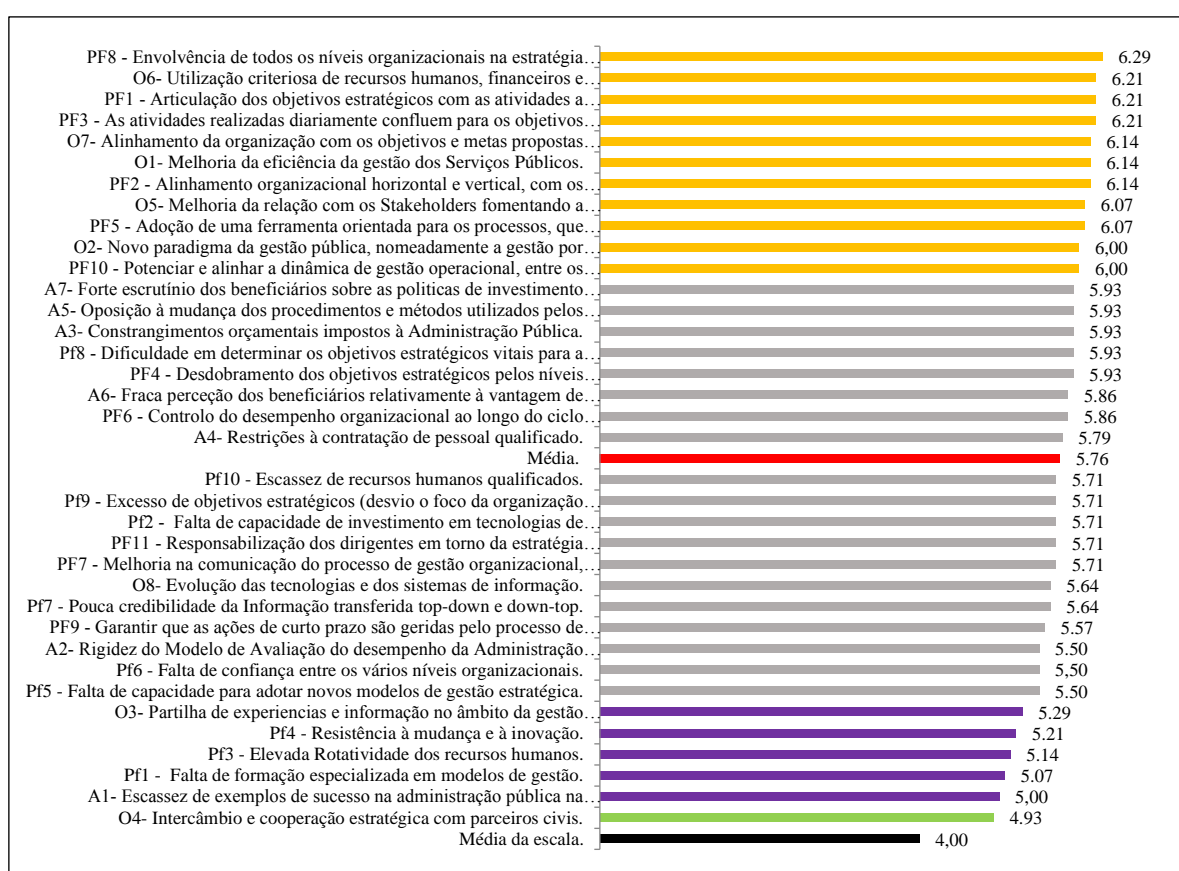 PF8 - Envolvência de todos os níveis organizacionais na estratégia… 6.29
O6- Utilização criteriosa de recursos humanos, financeiros e… 6.21
PF1 - Articulação dos objetivos estratégicos com as atividades a… 6.21
PF3 - As atividades realizadas diariamente confluem para os objetivos… 6.21
O7- Alinhamento da organização com os objetivos e metas propostas… 6.14
O1- Melhoria da eficiência da gestão dos Serviços Públicos. 6.14
PF2 - Alinhamento organizacional horizontal e vertical, com os… 6.14
O5- Melhoria da relação com os Stakeholders fomentando a… 6.07
PF5 - Adoção de uma ferramenta orientada para os processos, que… 6.07
O2- Novo paradigma da gestão pública, nomeadamente a gestão por… 6,00
PF10 - Potenciar e alinhar a dinâmica de gestão operacional, entre os… 6,00
A7- Forte escrutínio dos beneficiários sobre as politicas de investimento… 5.93
A5- Oposição à mudança dos procedimentos e métodos utilizados pelos… 5.93
A3- Constrangimentos orçamentais impostos à Administração Pública. 5.93
Pf8 - Dificuldade em determinar os objetivos estratégicos vitais para a… 5.93
PF4 - Desdobramento dos objetivos estratégicos pelos níveis… 5.93
A6- Fraca perceção dos beneficiários relativamente à vantagem de… 5.86
PF6 - Controlo do desempenho organizacional ao longo do ciclo… 5.86
A4- Restrições à contratação de pessoal qualificado. 5.79
Média. 5.76
Pf10 - Escassez de recursos humanos qualificados. 5.71
Pf9 - Excesso de objetivos estratégicos (desvio o foco da organização… 5.71
Pf2 - Falta de capacidade de investimento em tecnologias de… 5.71
PF11 - Responsabilização dos dirigentes em torno da estratégia… 5.71
PF7 - Melhoria na comunicação do processo de gestão organizacional,… 5.71
O8- Evolução das tecnologias e dos sistemas de informação. 5.64
Pf7 - Pouca credibilidade da Informação transferida top-down e down-top. 5.64
PF9 - Garantir que as ações de curto prazo são geridas pelo processo de… 5.57
A2- Rigidez do Modelo de Avaliação do desempenho da Administração… 5.50
Pf6 - Falta de confiança entre os vários níveis organizacionais. 5,50
Pf5 - Falta de capacidade para adotar novos modelos de gestão estratégica. 5.50
O3- Partilha de experiencias e informação no âmbito da gestão… 5.29
Pf4 - Resistência à mudança e à inovação. 5.21
Pf3 - Elevada Rotatividade dos recursos humanos. 5.14
Pf1 - Falta de formação especializada em modelos de gestão. 5.07
A1- Escassez de exemplos de sucesso na administração pública na… 5,00
O4- Intercâmbio e cooperação estratégica com parceiros civis. 4.93
Média da escala. 4,00